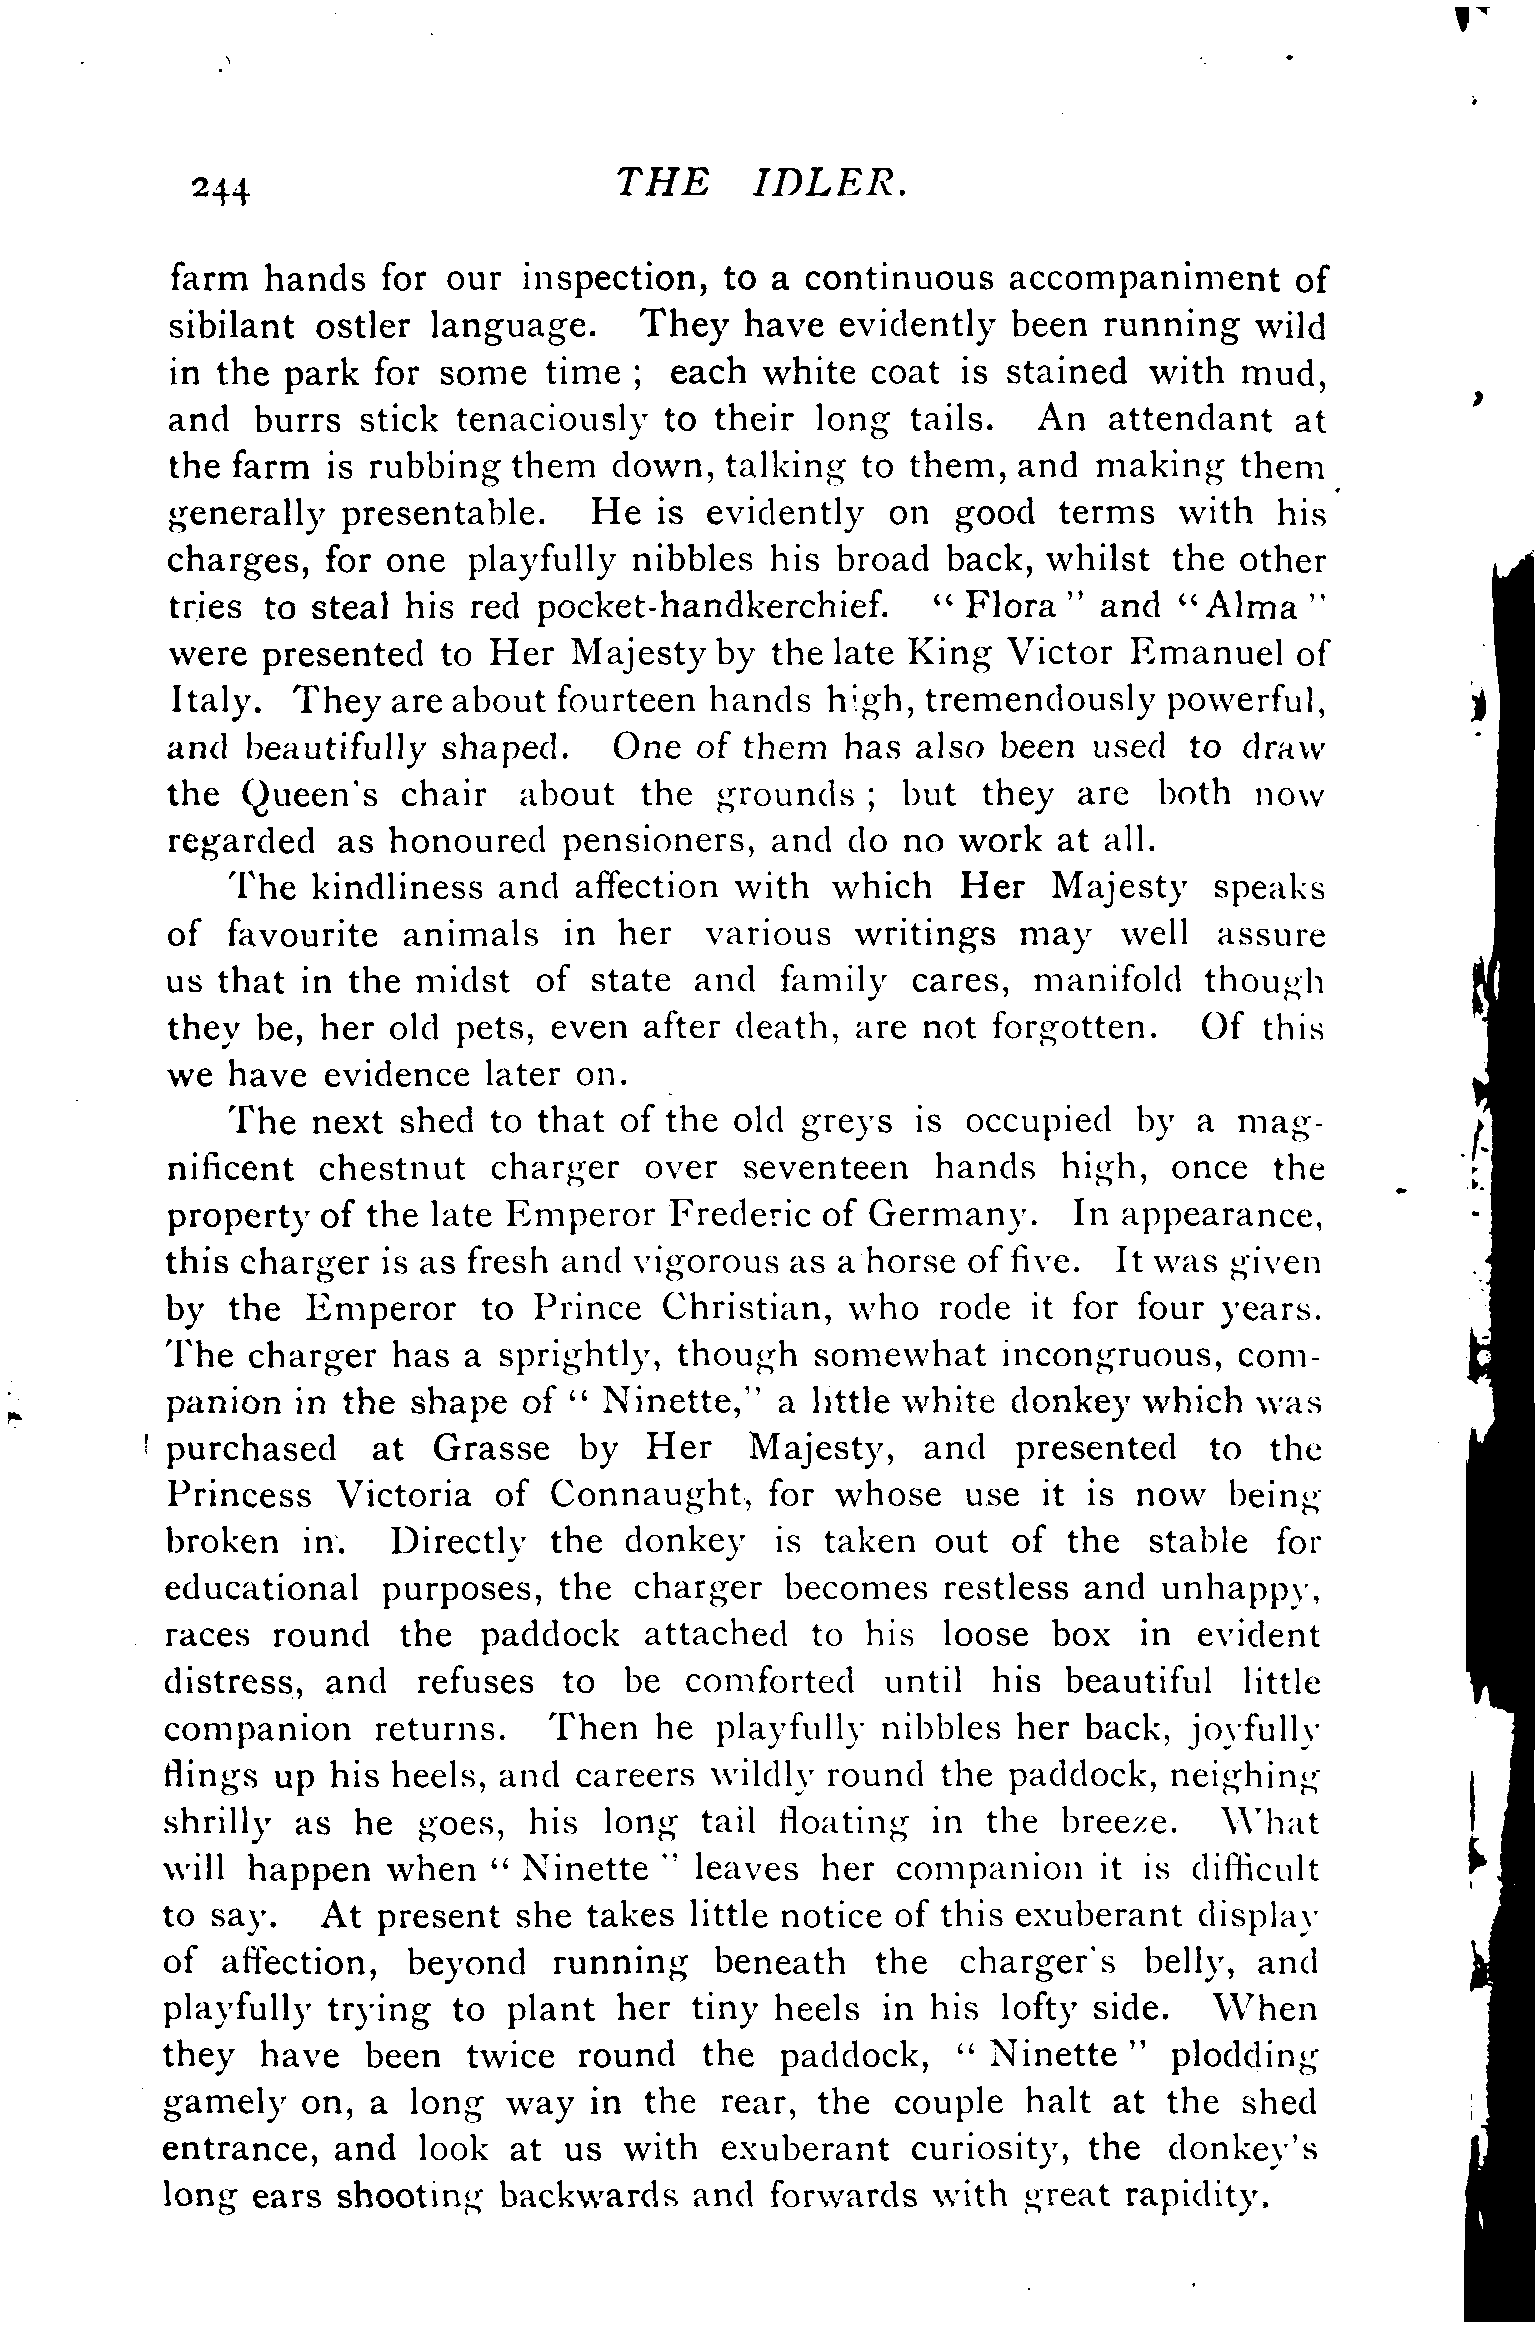 244 THE IDLER.
farm hands for our inspection, to a continuous accompaniment of
sibilant ostler language. They have evidently been running wild
in the park for some time ; each white coat is stained with mud,
and burrs stick tenaciously to their long tails. An attendant at
the farm is rubbing them down, talking to them, and making them
generally presentable. He is evidently on good terms with his
charges, for one playfully nibbles his broad back, whilst the other
tries to steal his red pocket-handkerchief. “ Flora ” and “ Alma ”
were presented to Her Majesty by the late King Victor Emanuel of
Italy. They are about fourteen hands high, tremendously powerful,
and beautifully shaped. One of them has also been used to draw
the Queen's chair about the grounds ; but they are both now
regarded as honoured pensioners, and do no work at all.
The kindliness and affection with which Her Majesty speaks
of favourite animals in her various writings may well assure
us that in the midst of state and family cares, manifold though
they be, her old pets, even after death, are not forgotten. Of this
we have evidence later on.
The next shed to that of the old greys is occupied by a mag-
nificent chestnut charger over seventeen hands high, once the
property of the late Emperor Frederic of Germany. In appearance,
this charger is as fresh and vigorous as a horse of five. It was given
by the Emperor to Prince Christian, who rode it for four years.
The charger has a sprightly, though somewhat incongruous, com-
panion in the shape of “ Ninette,” a little white donkey which was
purchased at Grasse by Her Majesty, and presented to the
Princess Victoria of Connaught, for whose use it is now being
broken in. Directly the donkey is taken out of the stable for
educational purposes, the charger becomes restless and unhappy,
races round the paddock attached to his loose box in evident
distress, and refuses to be comforted until his beautiful little
companion returns. Then he playfully nibbles her back, joyfully
flings up his heels, and careers wildly round the paddock, neighing
shrilly as he goes, his long tail floating in the breeze. What
will happen when “ Ninette ” leaves her companion it is difficult
to say. At present she takes little notice of this exuberant display
of affection, beyond running beneath the charger's belly, and
playfully trying to plant her tiny heels in his lofty side. When
they have been twice round the paddock, “ Ninette ” plodding
gamely on, a long way in the rear, the couple halt at the shed
entrance, and look at us with exuberant curiosity, the donkey's
long ears shooting backwards and forwards with great rapidity.